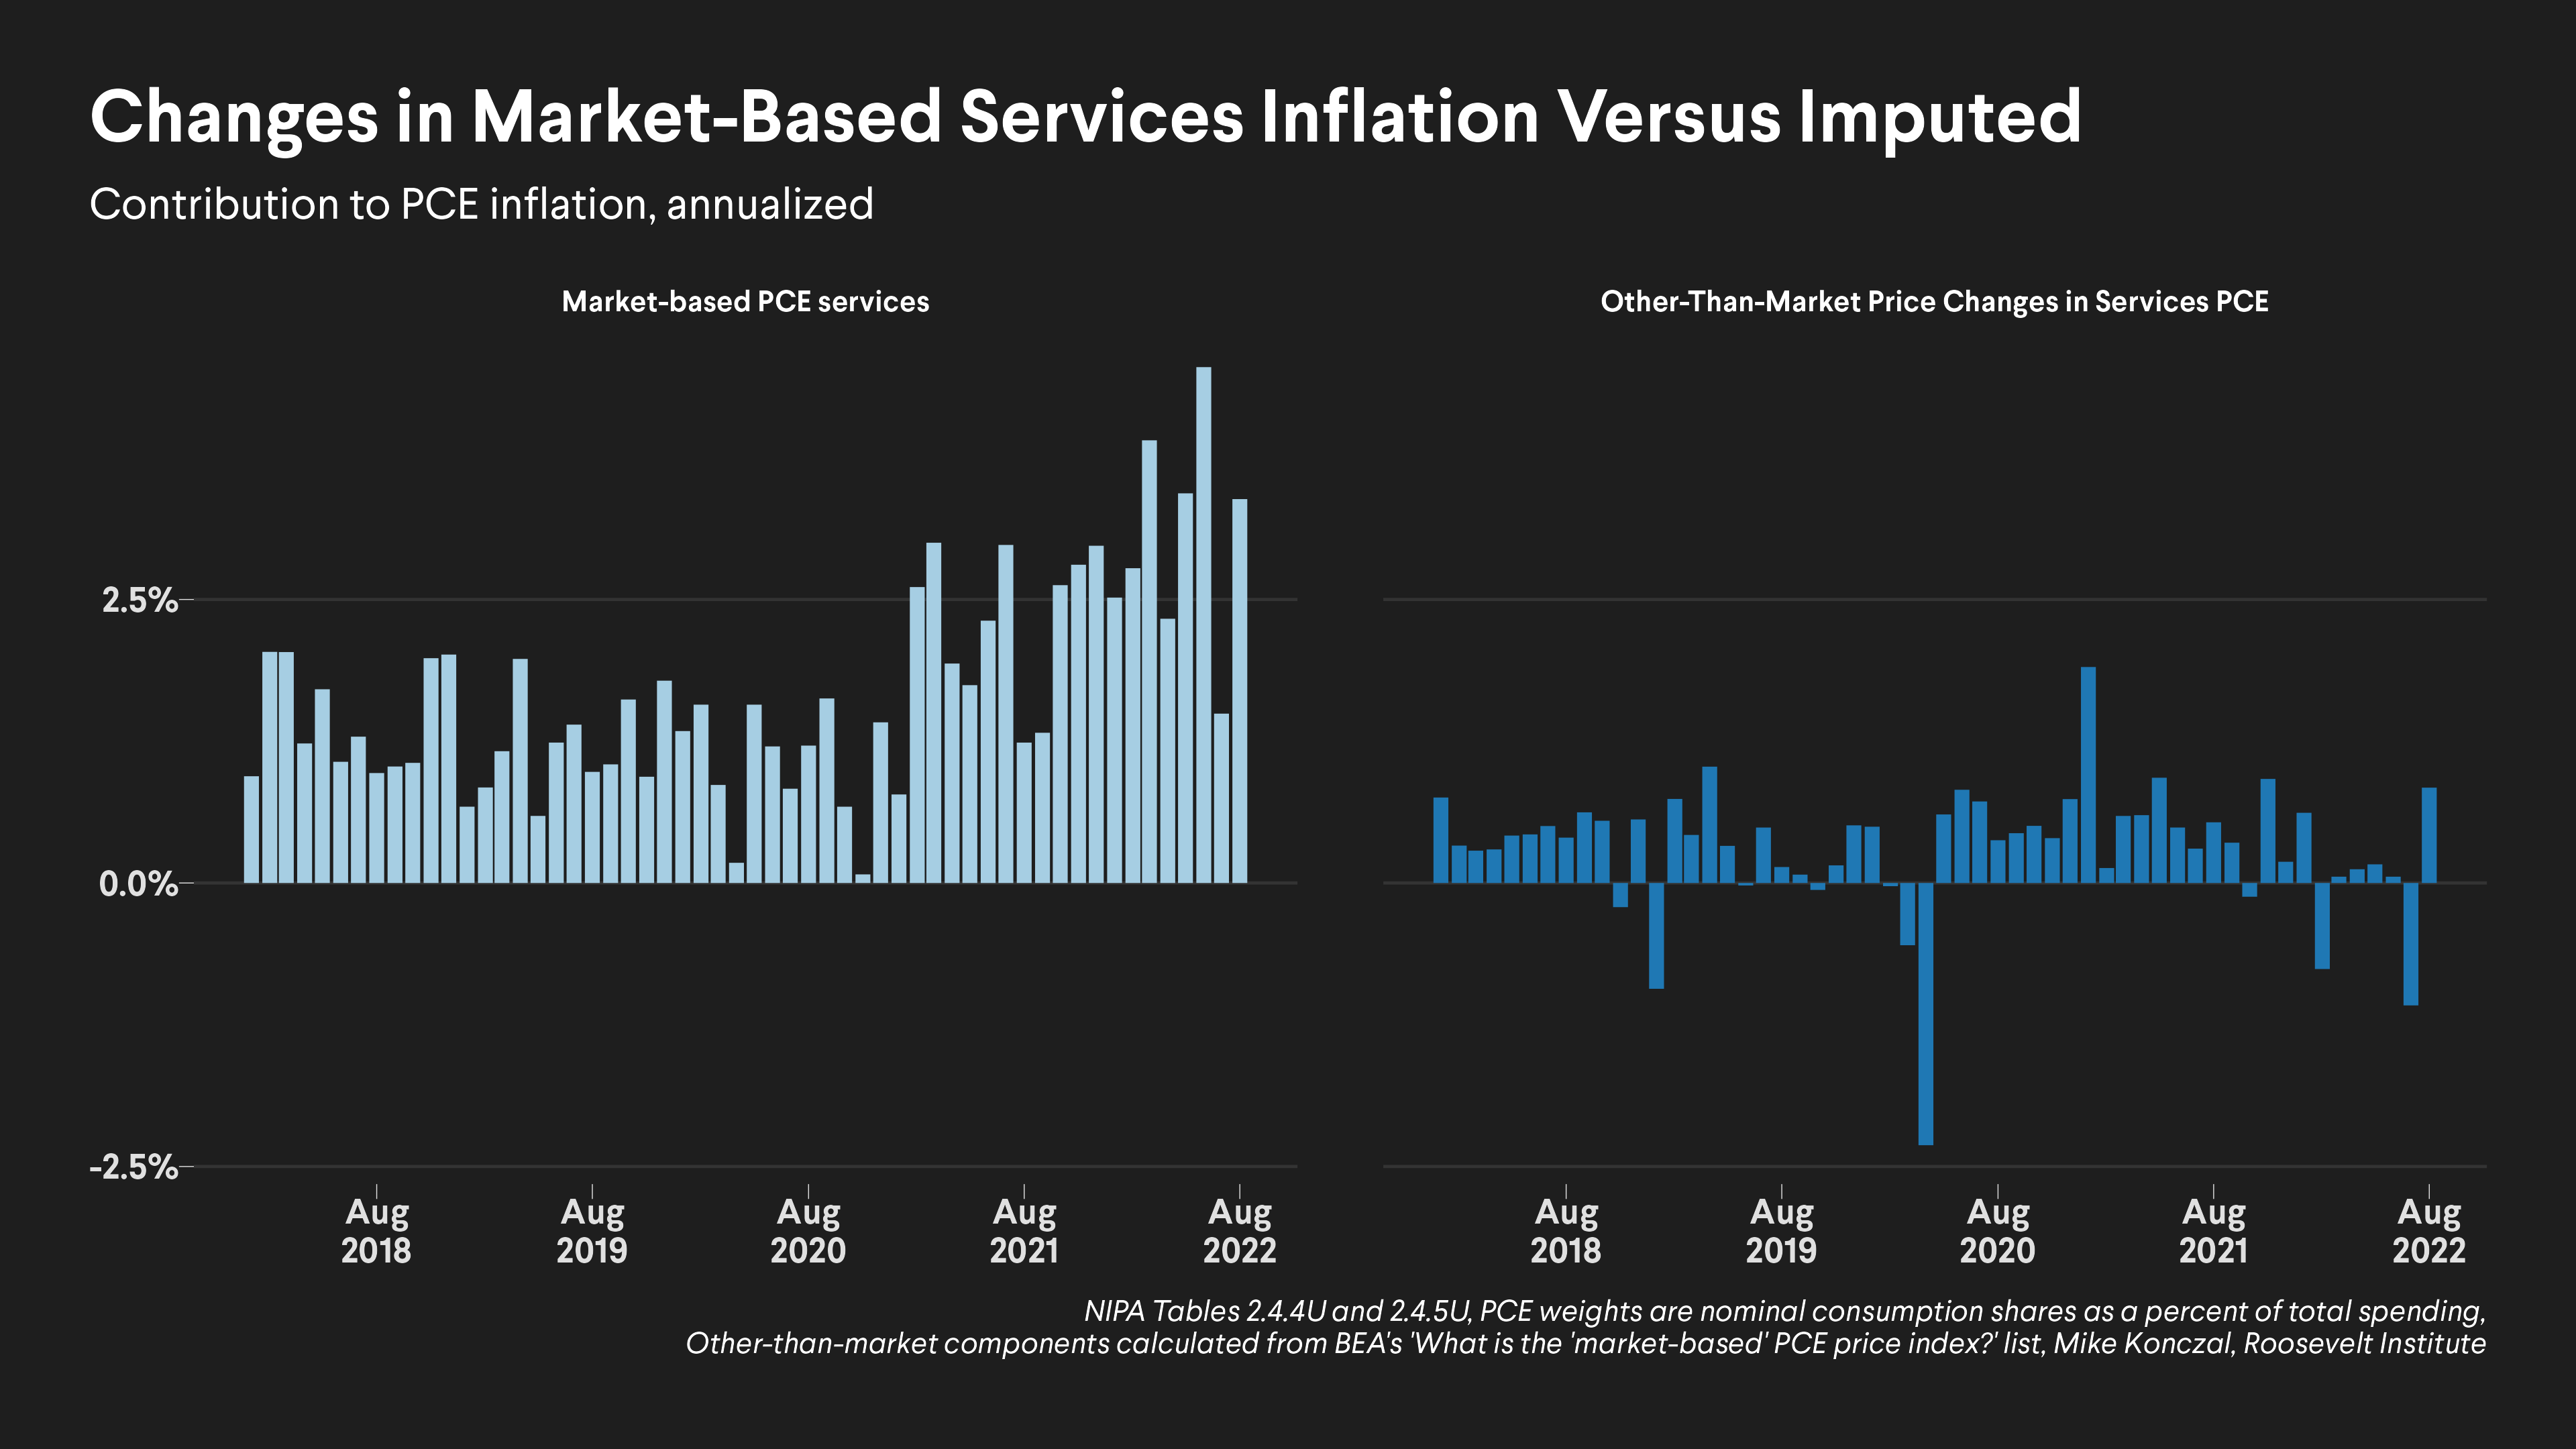 Changes in Market-Based Services Inflation Versus Imputed
Contribution to PCE inflation, annualized
Market-based PCE services
Other-Than-Market Price Changes in Services PCE
2.5%
0.0%
-2.5%
Aug 2018
Aug 2019
Aug 2020
Aug 2021
Aug 2022
Aug 2018
Aug 2019
Aug 2020
Aug 2021
Aug 2022
NIPA Tables 2.4.4U and 2.4.5U, PCE weights are nominal consumption shares as a percent of total spending,
Other-than-market components calculated from BEA's 'What is the 'market-based' PCE price index?' list, Mike Konczal, Roosevelt Institute